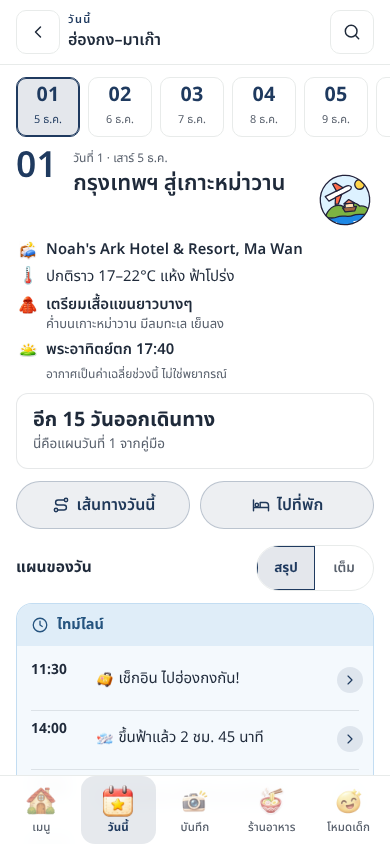 วันนี้
ฮ่องกง–มาเก๊า
01 02 03 04 05
5 ธ.ค. 6 ธ.ค. 7 ธ.ค. 8 ธ.ค. 9 ธ.ค.
01
วันที่ 1 · เสาร์ 5 ธ.ค.
กรุงเทพฯ สู่เกาะหม่าวาน
Noah's Ark Hotel & Resort, Ma Wan
ปกติราว 17–22°C แห้ง ฟ้าโปร่ง
เตรียมเสื้อแขนยาวบางๆ
ค่ำบนเกาะหม่าวาน มีลมทะเล เย็นลง
พระอาทิตย์ตก 17:40
อากาศเป็นค่าเฉลี่ยช่วงนี้ ไม่ใช่พยากรณ์
อีก 15 วันออกเดินทาง
นี่คือแผนวันที่ 1 จากคู่มือ
เส้นทางวันนี้ ไปที่พัก
แผนของวัน สรุป เต็ม
ไทม์ไลน์
11:30 เช็กอิน ไปฮ่องกงกัน!
14:00 ขึ้นฟ้าแล้ว 2 ชม. 45 นาที
เมนู วันนี้ บันทึก ร้านอาหาร โหมดเด็ก